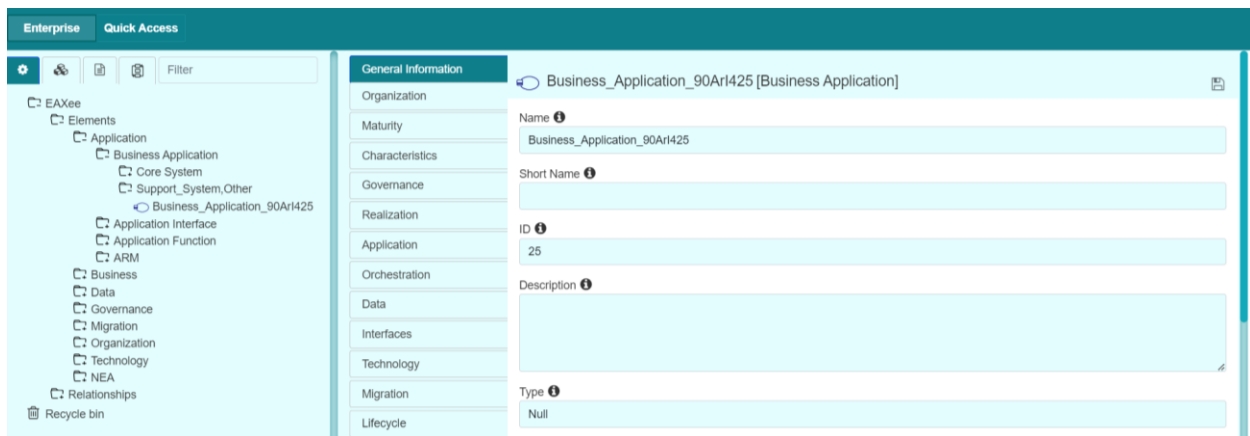 Enterprise
Quick Access
Filter
EAXee
Elements
Application
Business Application
Core System
Support_System,Other
Business_Application_90ArI425
Application Interface
Application Function
ARM
Business
Data
Governance
Migration
Organization
Technology
NEA
Relationships
Recycle bin
General Information
Organization
Maturity
Characteristics
Governance
Realization
Application
Orchestration
Data
Interfaces
Technology
Migration
Lifecycle
Business_Application_90ArI425 [Business Application]
Name
Business_Application_90ArI425
Short Name
ID
25
Description
Type
Null